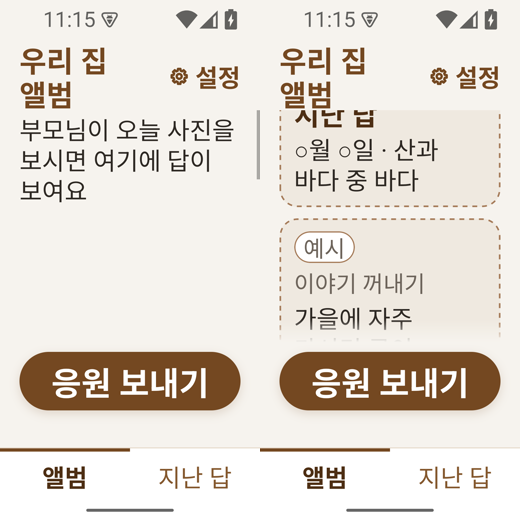 11:15
우리 집
앨범
설정
부모님이 오늘 사진을
보시면 여기에 답이
보여요
응원 보내기
앨범
지난 답
11:15
우리 집
앨범
설정
지난 답
○월 ○일 · 산과
바다 중 바다
예시
이야기 꺼내기
가을에 자주
응원 보내기
앨범
지난 답